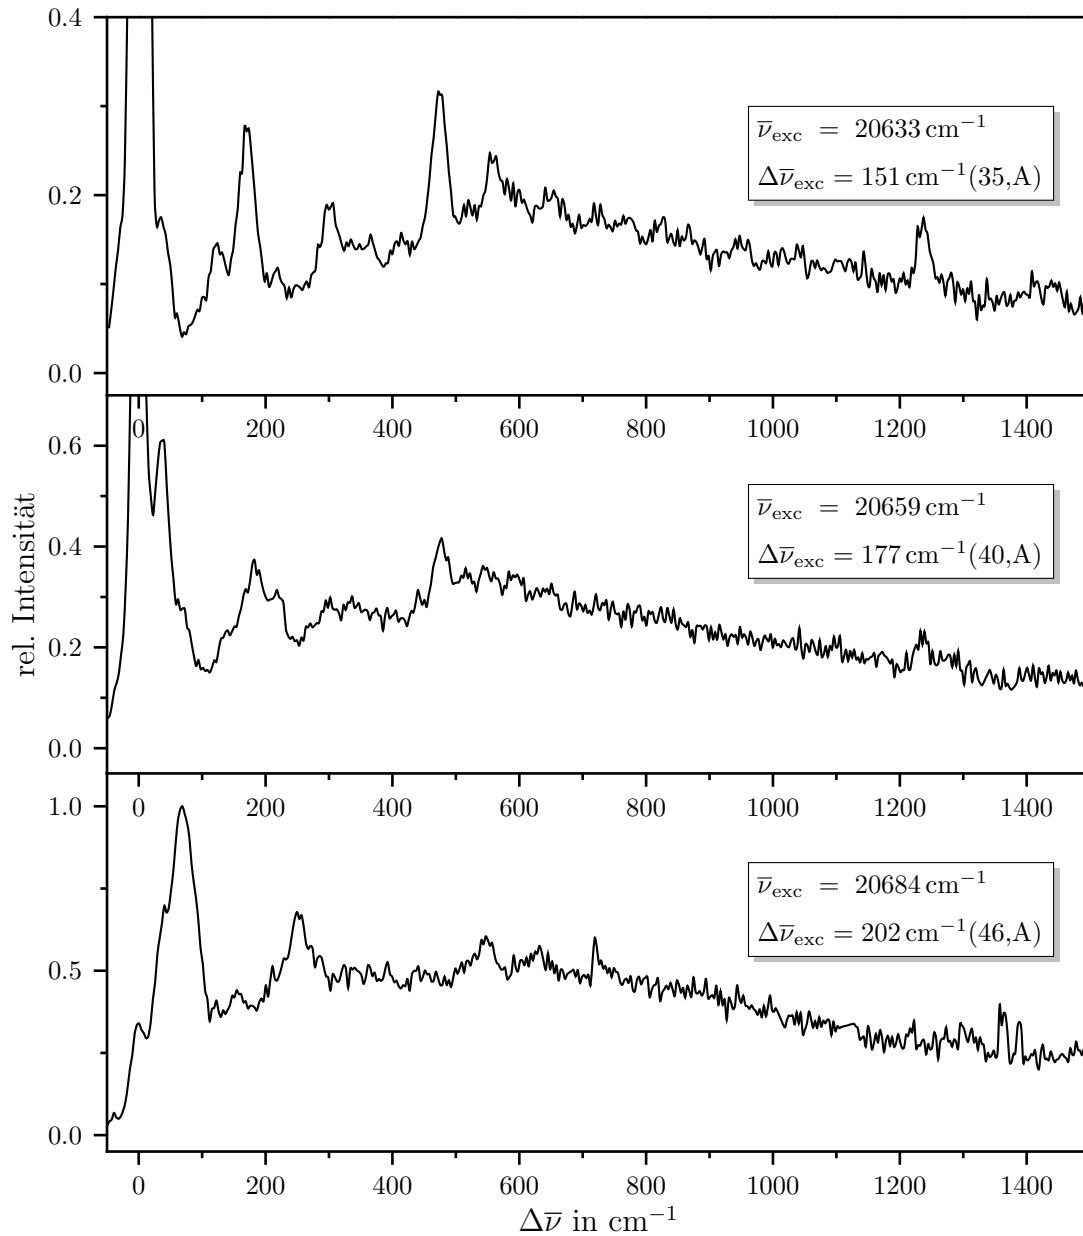 0.4
0.2
0.0
ν̅exc = 20633 cm−1
Δν̅exc = 151 cm−1(35,A)
0 200 400 600 800 1000 1200 1400
0.6
0.4
0.2
0.0
ν̅exc = 20659 cm−1
Δν̅exc = 177 cm−1(40,A)
rel. Intensität
0 200 400 600 800 1000 1200 1400
1.0
0.5
0.0
ν̅exc = 20684 cm−1
Δν̅exc = 202 cm−1(46,A)
0 200 400 600 800 1000 1200 1400
Δν̅ in cm−1